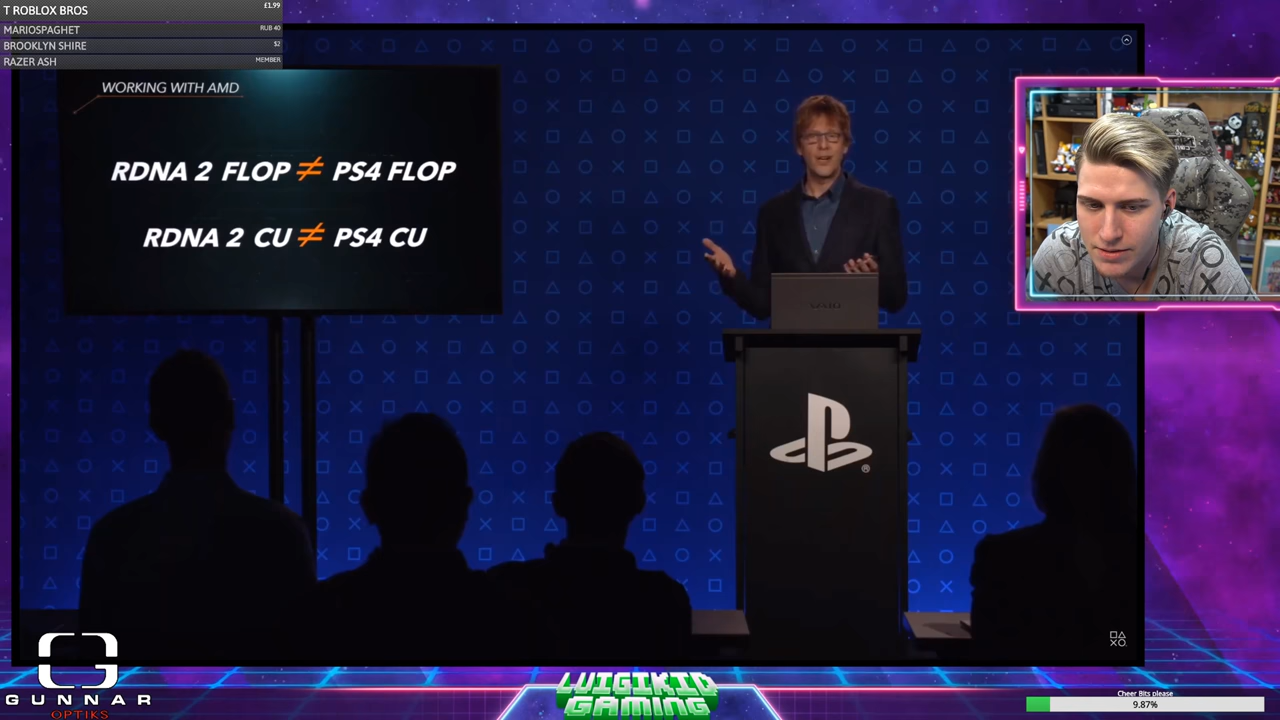 T ROBLOX BROS £1.99
MARIOSPAGHET RUB 40
BROOKLYN SHIRE $2
RAZER ASH MEMBER
WORKING WITH AMD
RDNA 2 FLOP ≠ PS4 FLOP
RDNA 2 CU ≠ PS4 CU
VAIO
GUNNAR
OPTIKS
LUIGIKID
GAMING
Cheer Bits please
9.87%